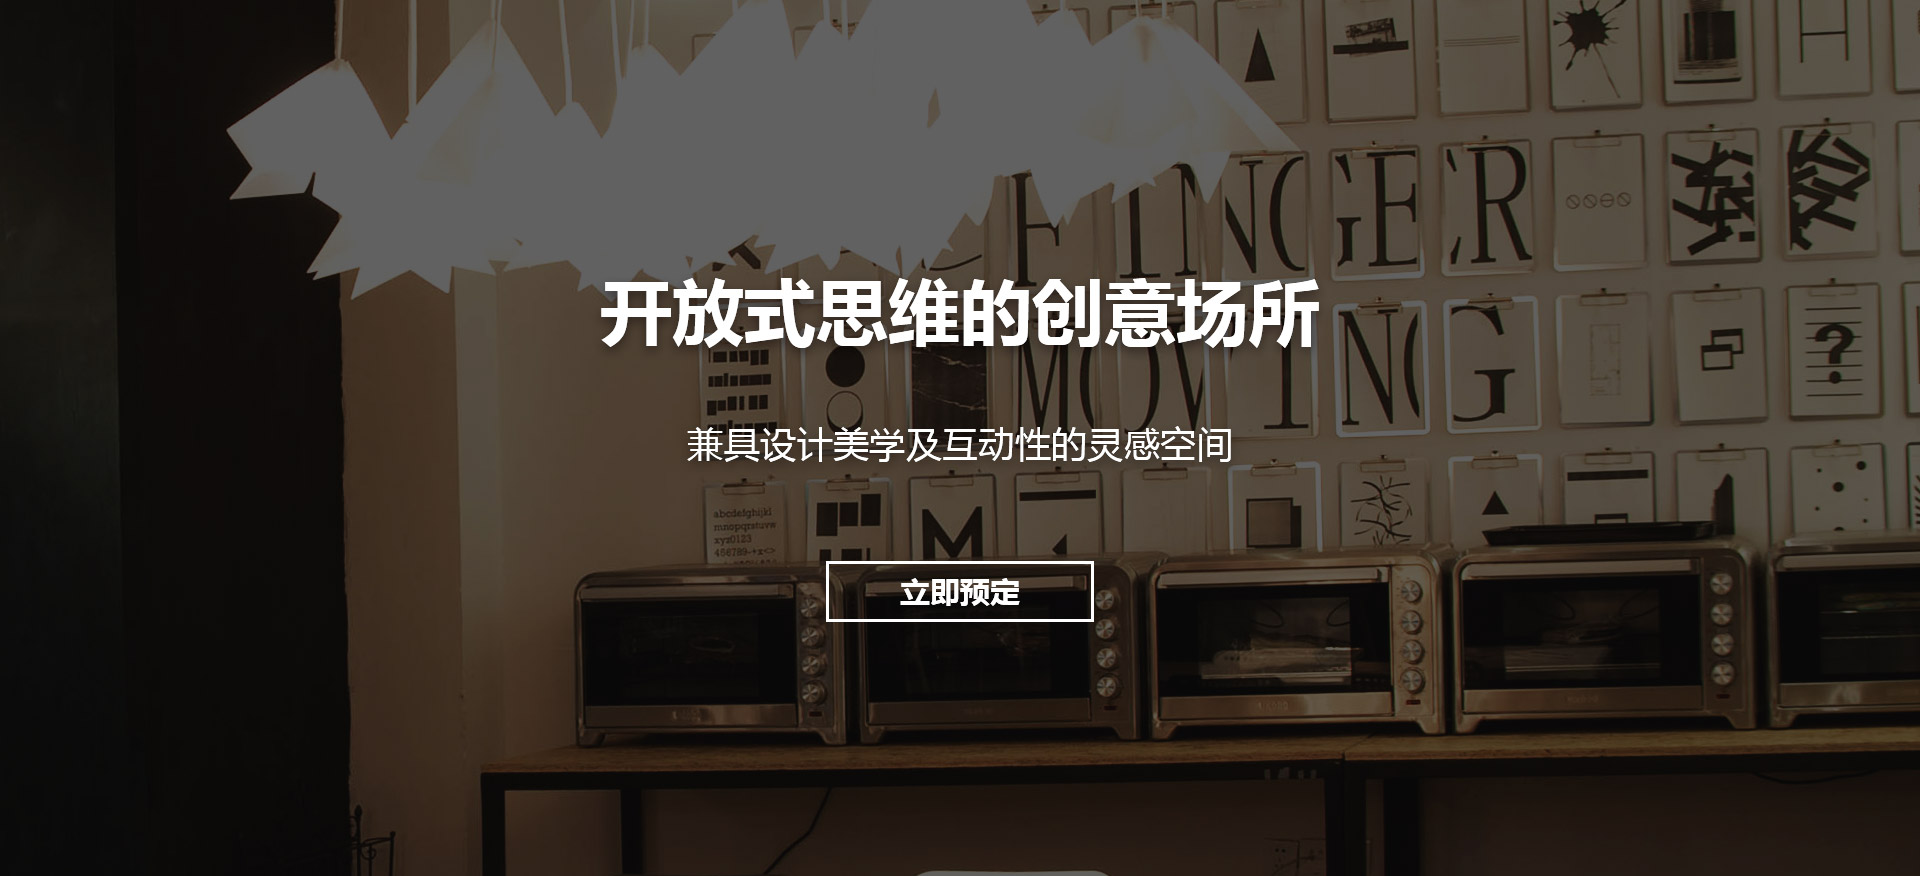 FINGER
开放式思维的创意场所
MOVING
?
兼具设计美学及互动性的灵感空间
abcdefghijkl
mnopqrstuvw
xyz0123
456789-+±<>
M
立即预定